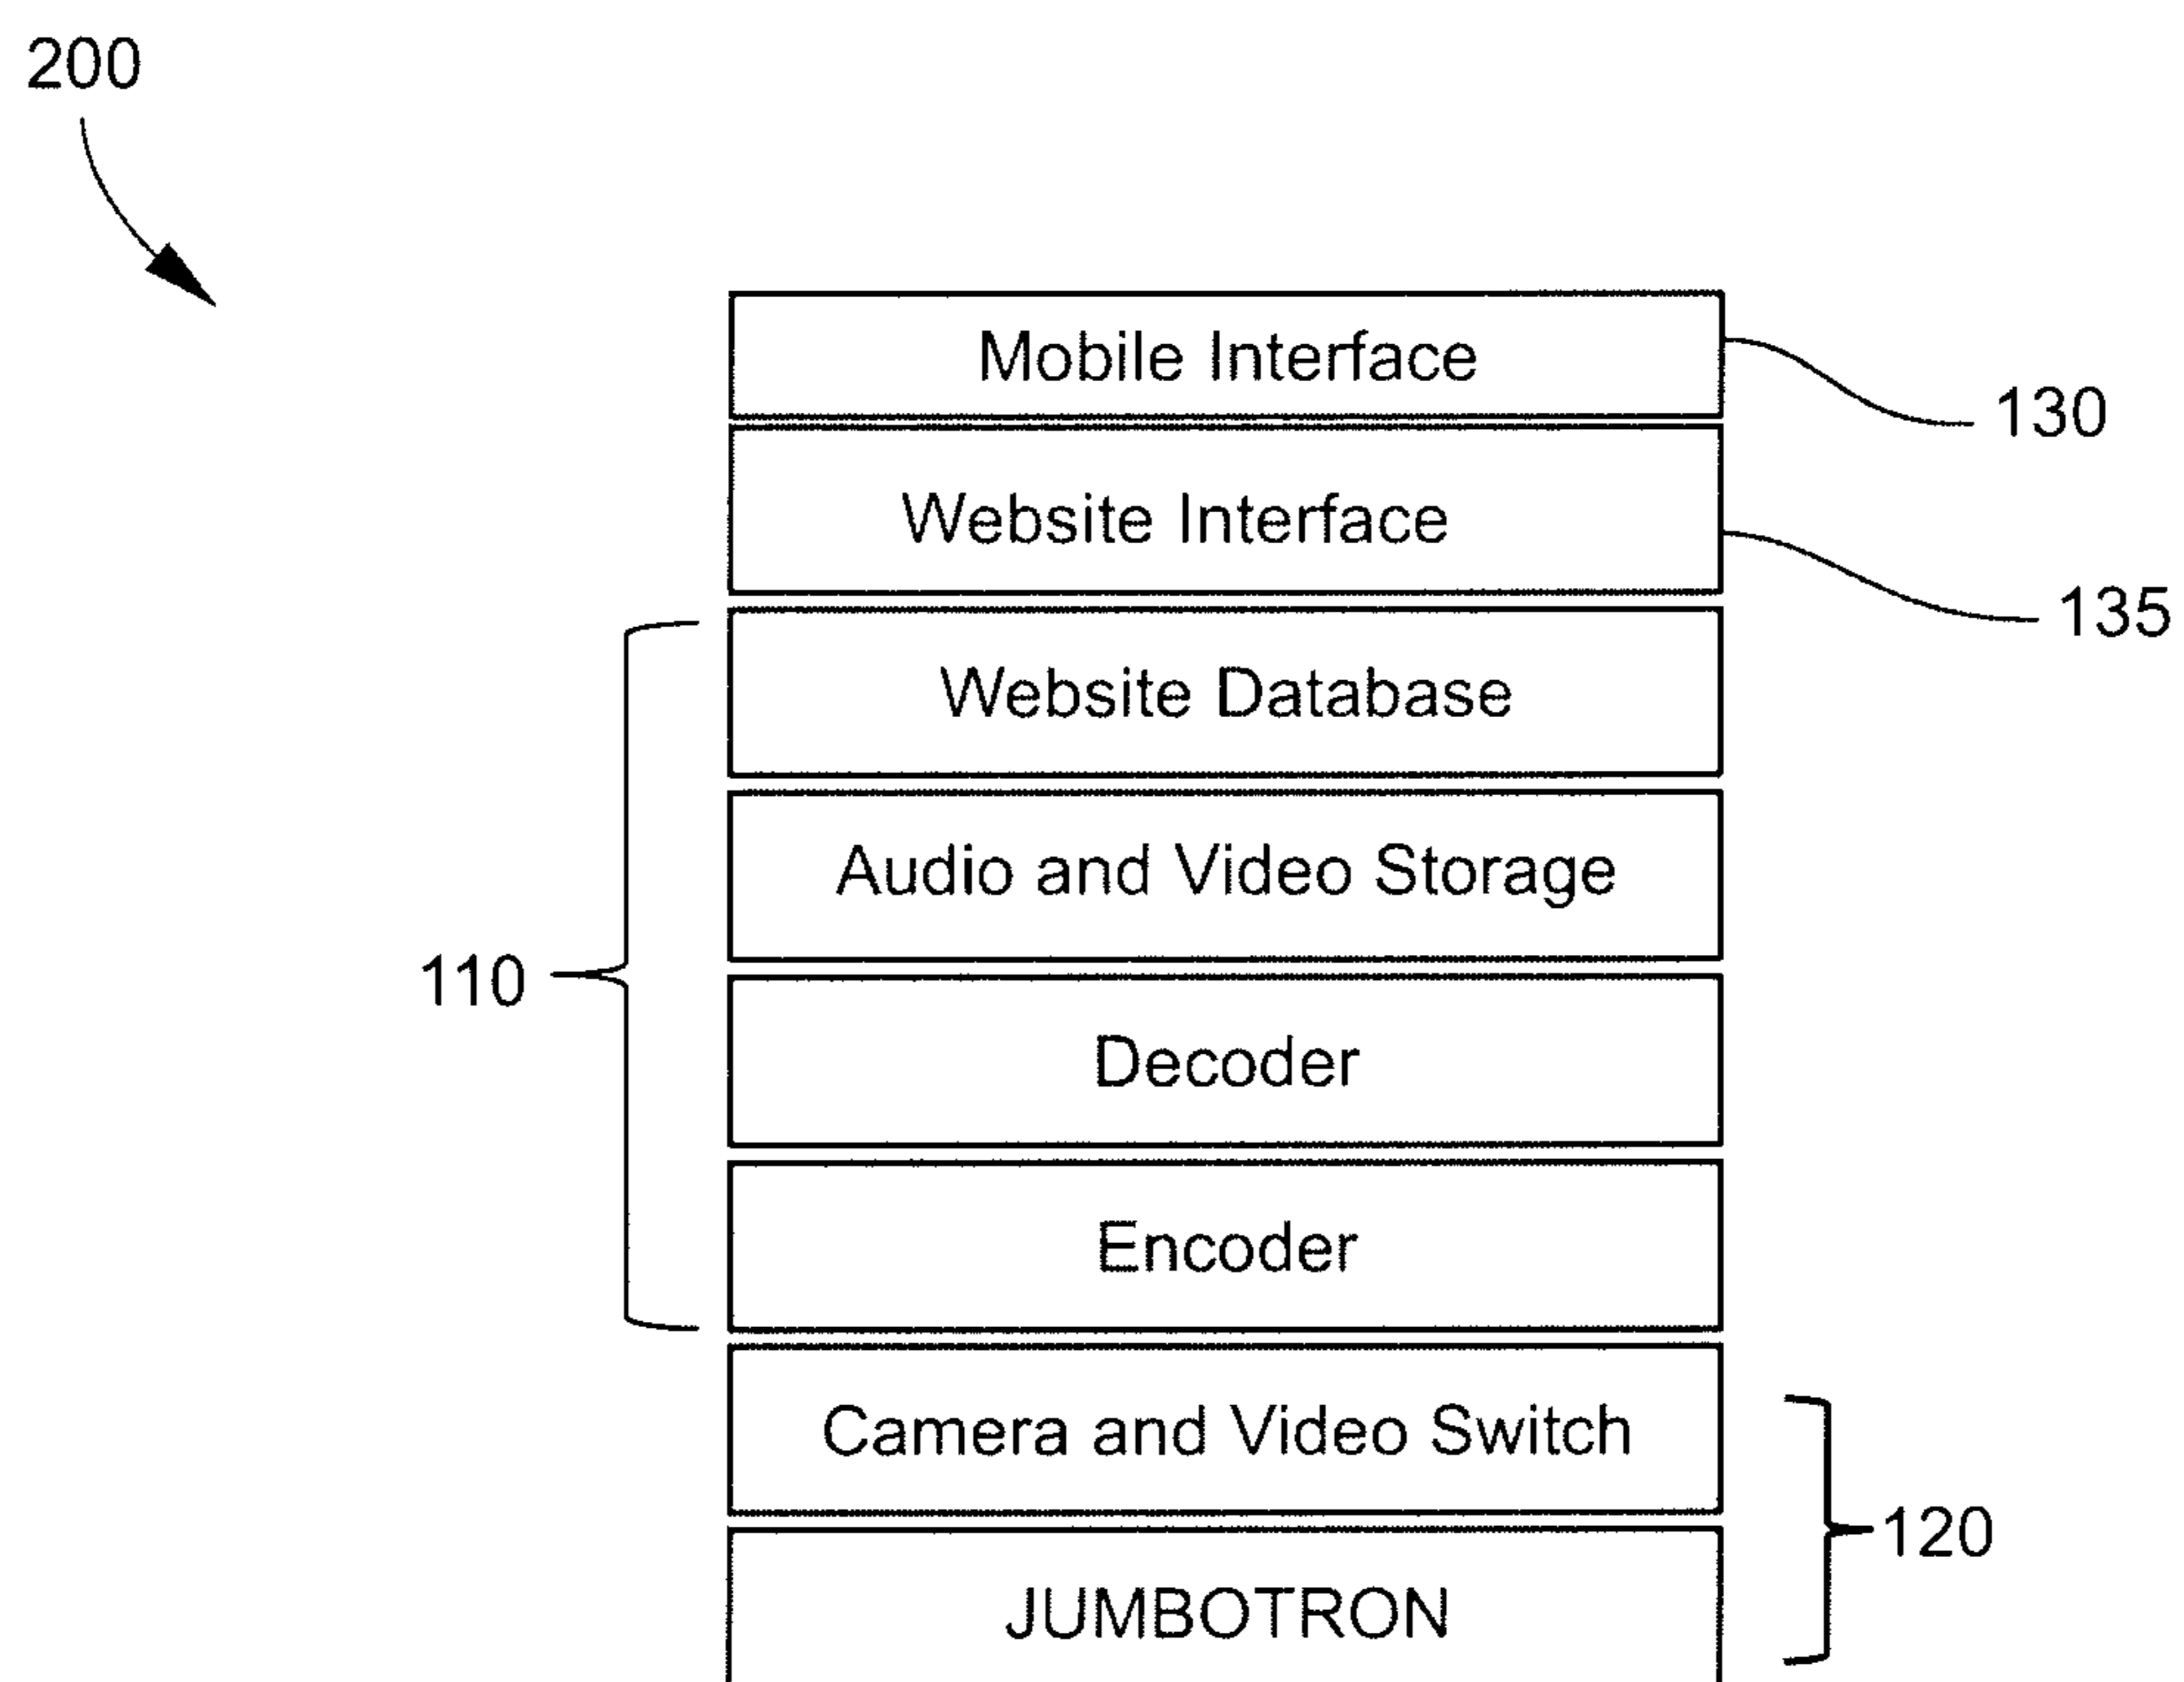 200
Mobile Interface
130
Website Interface
135
Website Database
Audio and Video Storage
110
Decoder
Encoder
Camera and Video Switch
120
JUMBOTRON